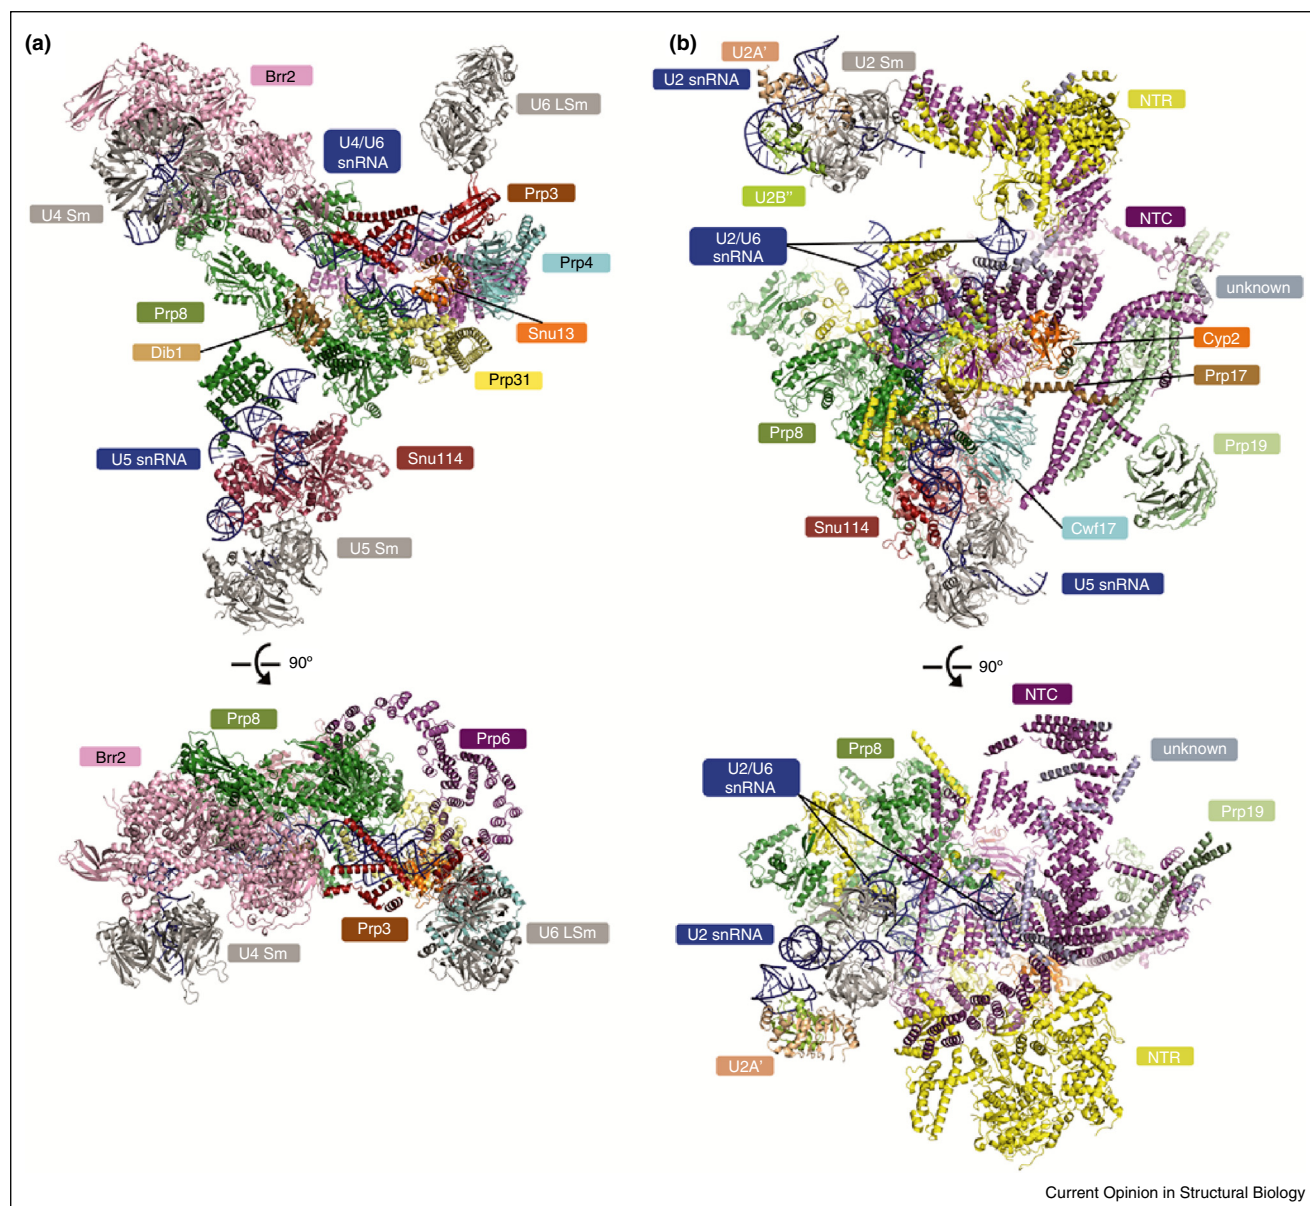 (a)
Brr2
U6 LSm
U4/U6
snRNA
Prp3
U4 Sm
Prp4
Prp8
Snu13
Dib1
Prp31
U5 snRNA
Snu114
U5 Sm
90°
Prp8
Brr2
Prp6
Prp3
U4 Sm
U6 LSm
(b)
U2A'
U2 snRNA
U2 Sm
NTR
U2B"
NTC
U2/U6
snRNA
unknown
Cyp2
Prp17
Prp8
Prp19
Snu114
Cwf17
U5 snRNA
90°
NTC
Prp8
unknown
U2/U6
snRNA
Prp19
U2 snRNA
U2A'
NTR
Current Opinion in Structural Biology